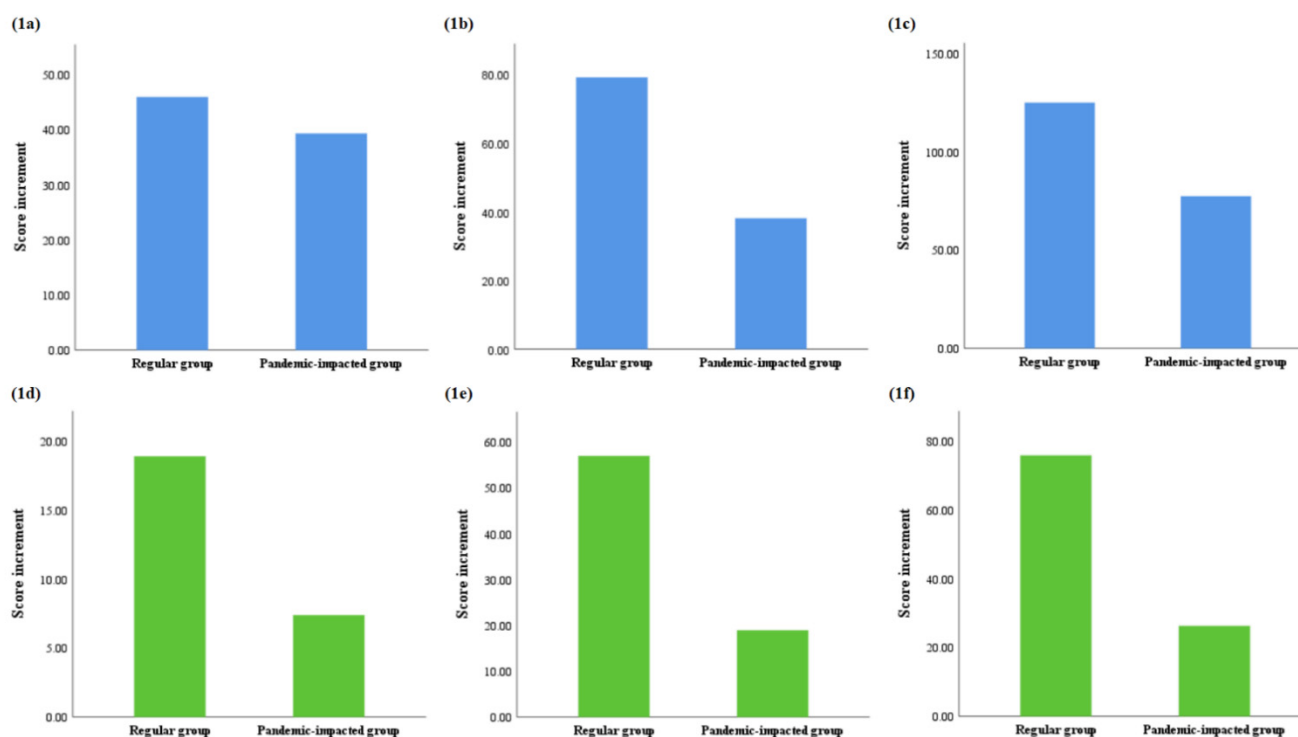 (1a)
Score increment
50.00
40.00
30.00
20.00
10.00
0.00
Regular group
Pandemic-impacted group
(1b)
Score increment
80.00
60.00
40.00
20.00
0.00
Regular group
Pandemic-impacted group
(1c)
Score increment
150.00
100.00
50.00
0.00
Regular group
Pandemic-impacted group
(1d)
Score increment
20.00
15.00
10.00
5.00
0.00
Regular group
Pandemic-impacted group
(1e)
Score increment
60.00
50.00
40.00
30.00
20.00
10.00
0.00
Regular group
Pandemic-impacted group
(1f)
Score increment
80.00
60.00
40.00
20.00
0.00
Regular group
Pandemic-impacted group